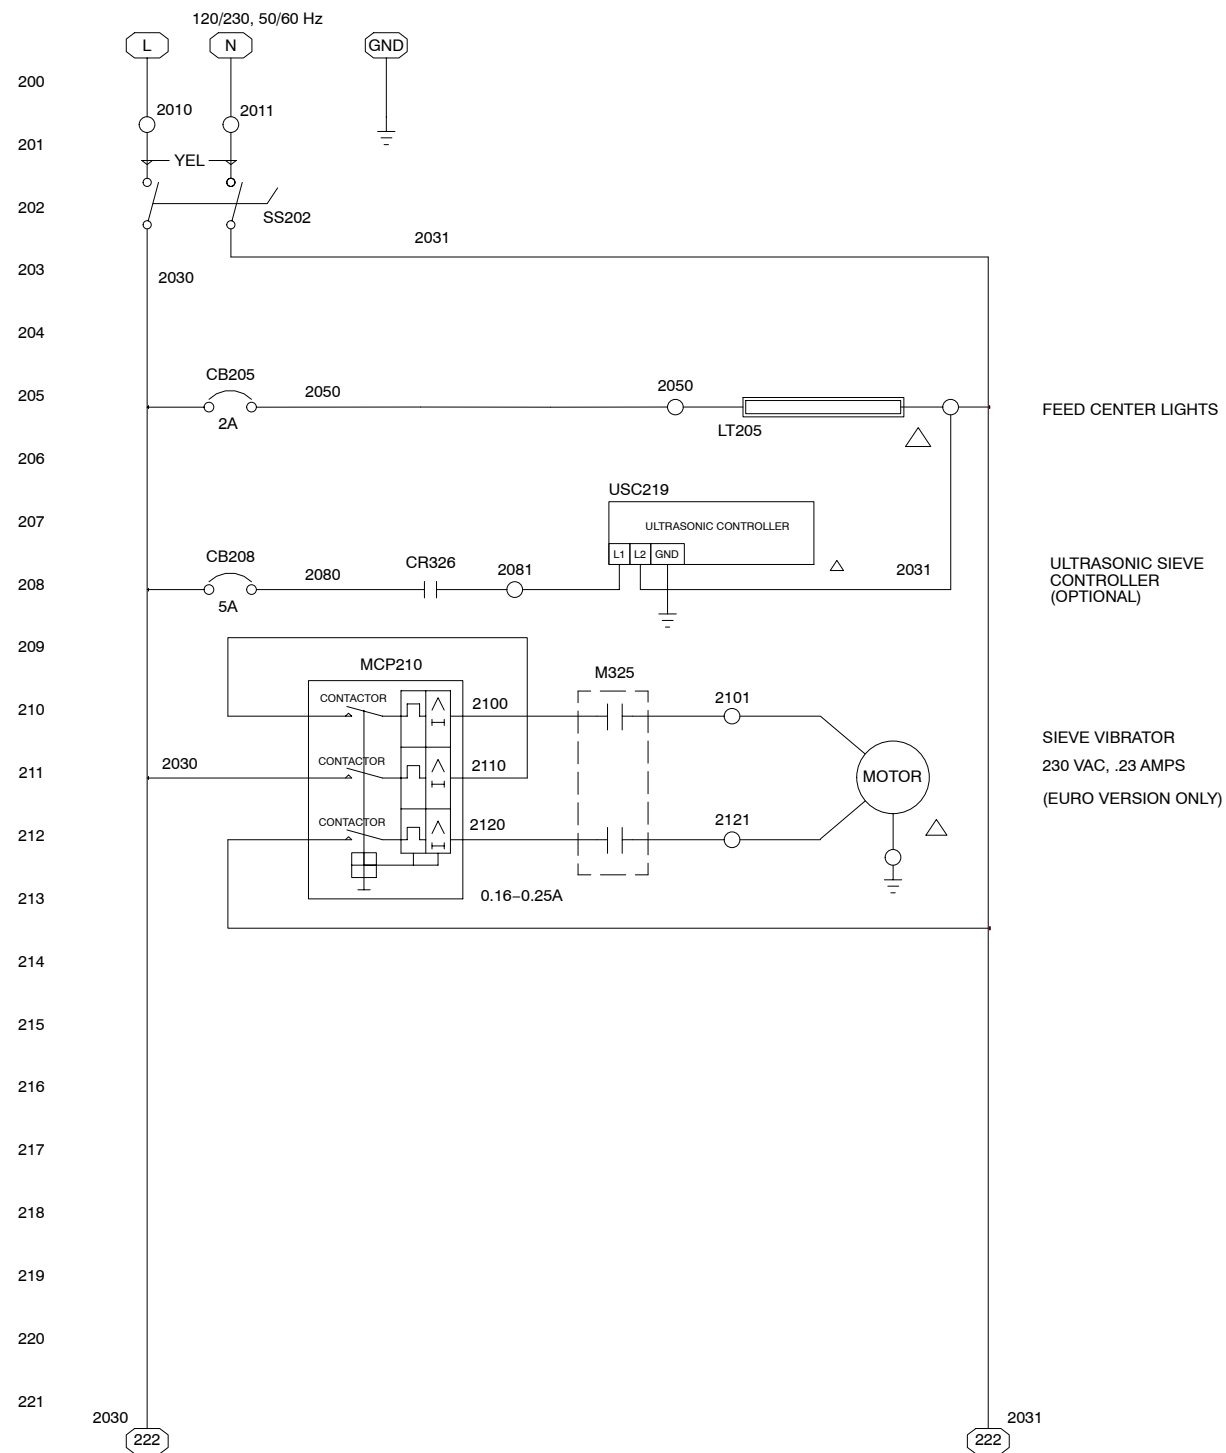 120/230, 50/60 Hz
L N GND
200
2010 2011
201
YEL
202
SS202
2031
203
2030
204
CB205
205 2050 2050
FEED CENTER LIGHTS
2A LT205
206
USC219
207
ULTRASONIC CONTROLLER
L1 L2 GND
CB208 CR326 2081 2031
ULTRASONIC SIEVE
208 2080
CONTROLLER
(OPTIONAL)
5A
209
MCP210 M325
CONTACTOR
210 2100 2101
SIEVE VIBRATOR
CONTACTOR
211 2030 2110
230 VAC, .23 AMPS
MOTOR
(EURO VERSION ONLY)
CONTACTOR
212 2120 2121
213 0.16–0.25A
214
215
216
217
218
219
220
221
2030 2031
222 222